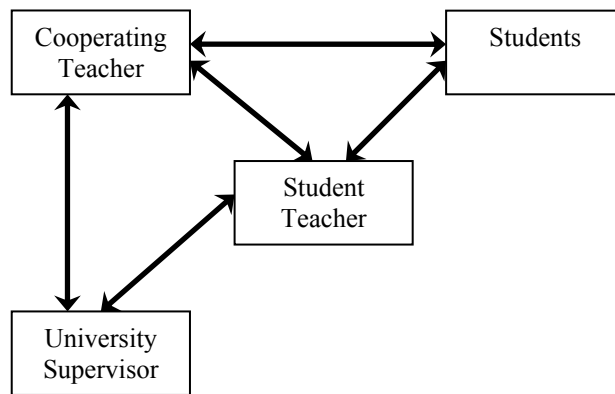 Cooperating
Teacher
Students
Student
Teacher
University
Supervisor